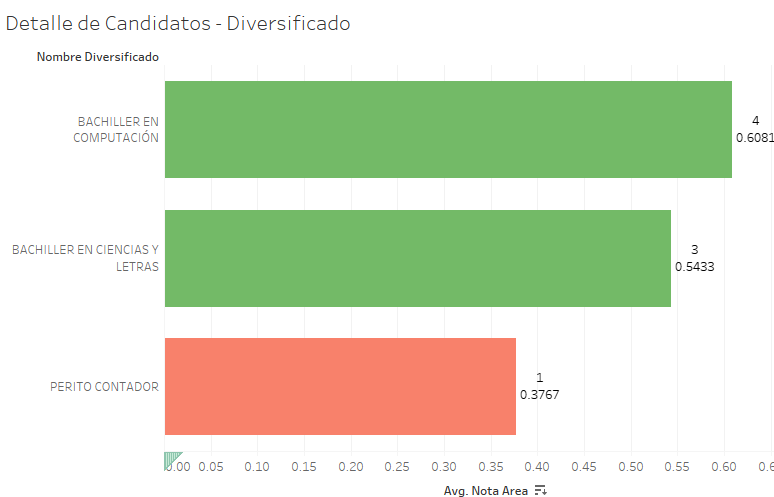 Detalle de Candidatos - Diversificado
Nombre Diversificado
BACHILLER EN
COMPUTACIÓN
4
0.6081
BACHILLER EN CIENCIAS Y
LETRAS
3
0.5433
PERITO CONTADOR
1
0.3767
0.00 0.05 0.10 0.15 0.20 0.25 0.30 0.35 0.40 0.45 0.50 0.55 0.60
Avg. Nota Area